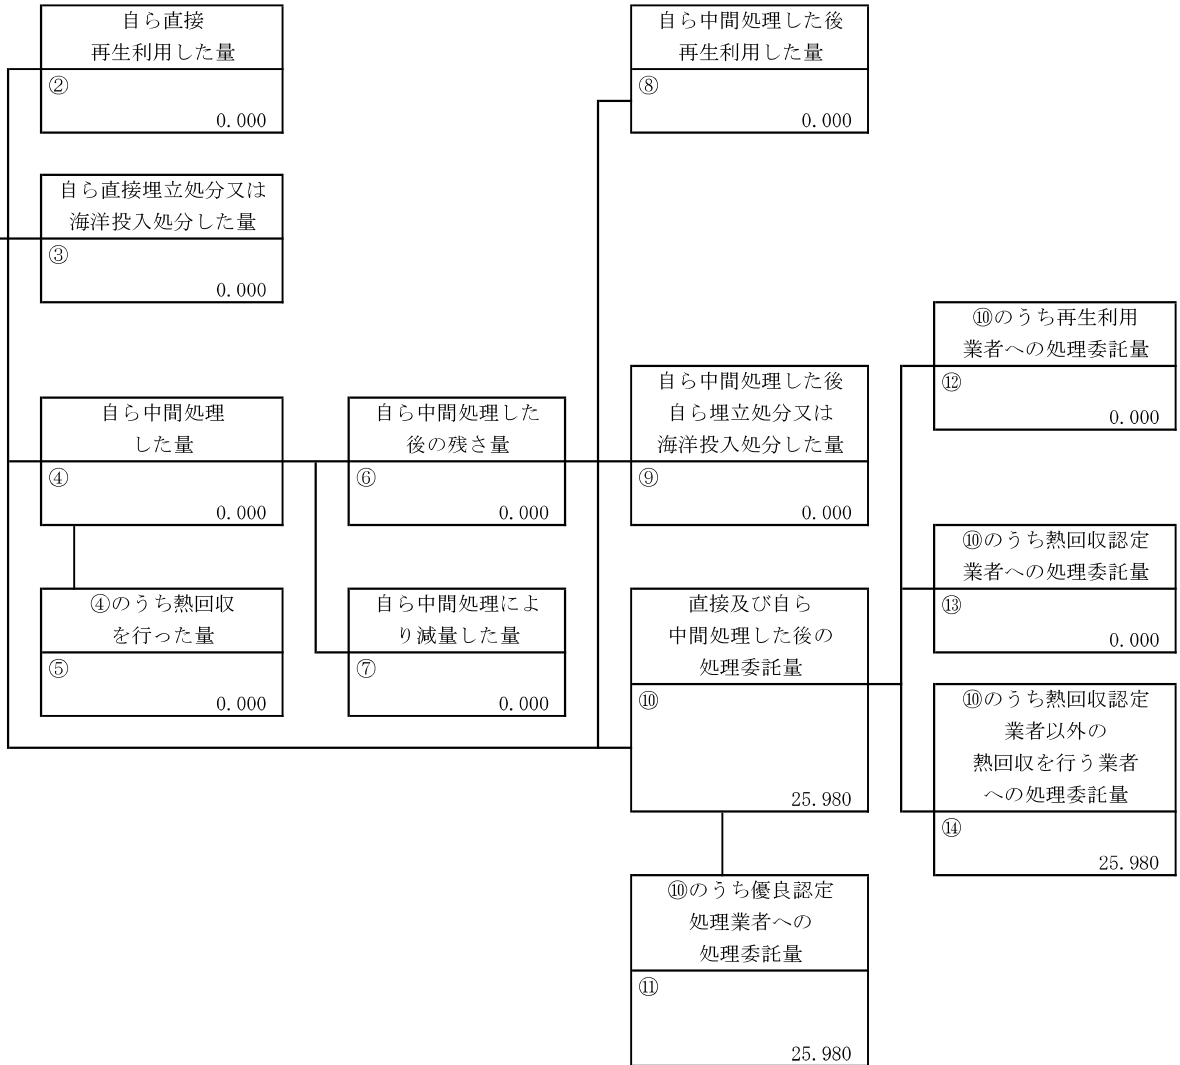 自ら直接
再生利用した量
②
0.000
自ら中間処理した後
再生利用した量
⑧
0.000
自ら直接埋立処分又は
海洋投入処分した量
③
0.000
⑩のうち再生利用
業者への処理委託量
⑫
0.000
自ら中間処理
した量
④
0.000
自ら中間処理した
後の残さ量
⑥
0.000
自ら中間処理した後
自ら埋立処分又は
海洋投入処分した量
⑨
0.000
⑩のうち熱回収認定
業者への処理委託量
⑬
0.000
④のうち熱回収
を行った量
⑤
0.000
自ら中間処理によ
り減量した量
⑦
0.000
直接及び自ら
中間処理した後の
処理委託量
⑩
25.980
⑩のうち熱回収認定
業者以外の
熱回収を行う業者
への処理委託量
⑭
25.980
⑩のうち優良認定
処理業者への
処理委託量
⑪
25.980